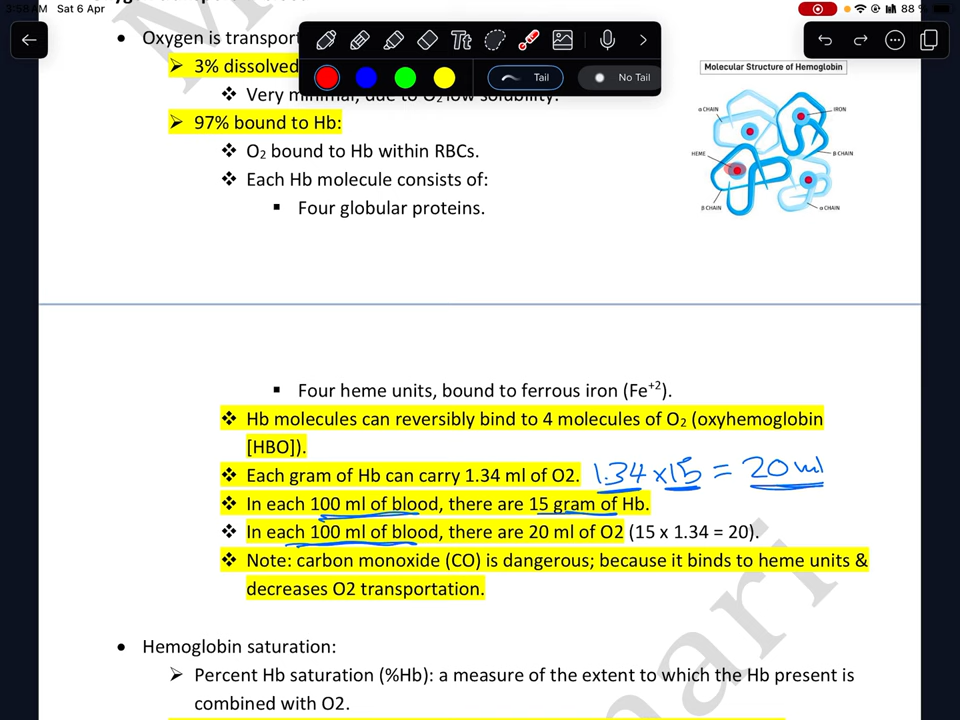 3:58 AM Sat 6 Apr
88 %
Tt
Tail
No Tail
• Oxygen is transport
➤ 3% dissolved
❖ Very minimal, due to O2 low solubility.
➤ 97% bound to Hb:
❖ O2 bound to Hb within RBCs.
❖ Each Hb molecule consists of:
▪ Four globular proteins.
Molecular Structure of Hemoglobin
α CHAIN
IRON
HEME
β CHAIN
β CHAIN
α CHAIN
▪ Four heme units, bound to ferrous iron (Fe+2).
❖ Hb molecules can reversibly bind to 4 molecules of O2 (oxyhemoglobin
[HBO]).
❖ Each gram of Hb can carry 1.34 ml of O2. 1.34 x 15 = 20 ml
❖ In each 100 ml of blood, there are 15 gram of Hb.
❖ In each 100 ml of blood, there are 20 ml of O2 (15 x 1.34 = 20).
❖ Note: carbon monoxide (CO) is dangerous; because it binds to heme units &
decreases O2 transportation.
• Hemoglobin saturation:
➤ Percent Hb saturation (%Hb): a measure of the extent to which the Hb present is
combined with O2.